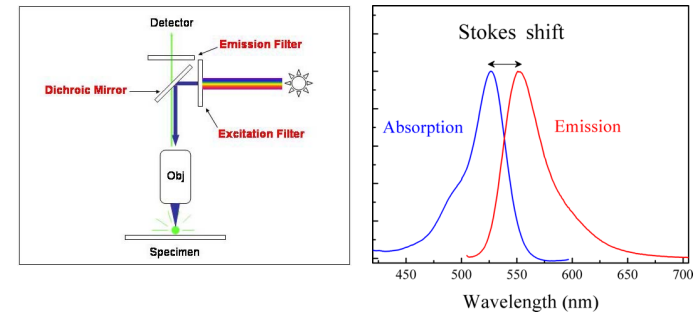 Detector
Emission Filter
Dichroic Mirror
Excitation Filter
Obj
Specimen
Stokes shift
Absorption
Emission
450 500 550 600 650 700
Wavelength (nm)